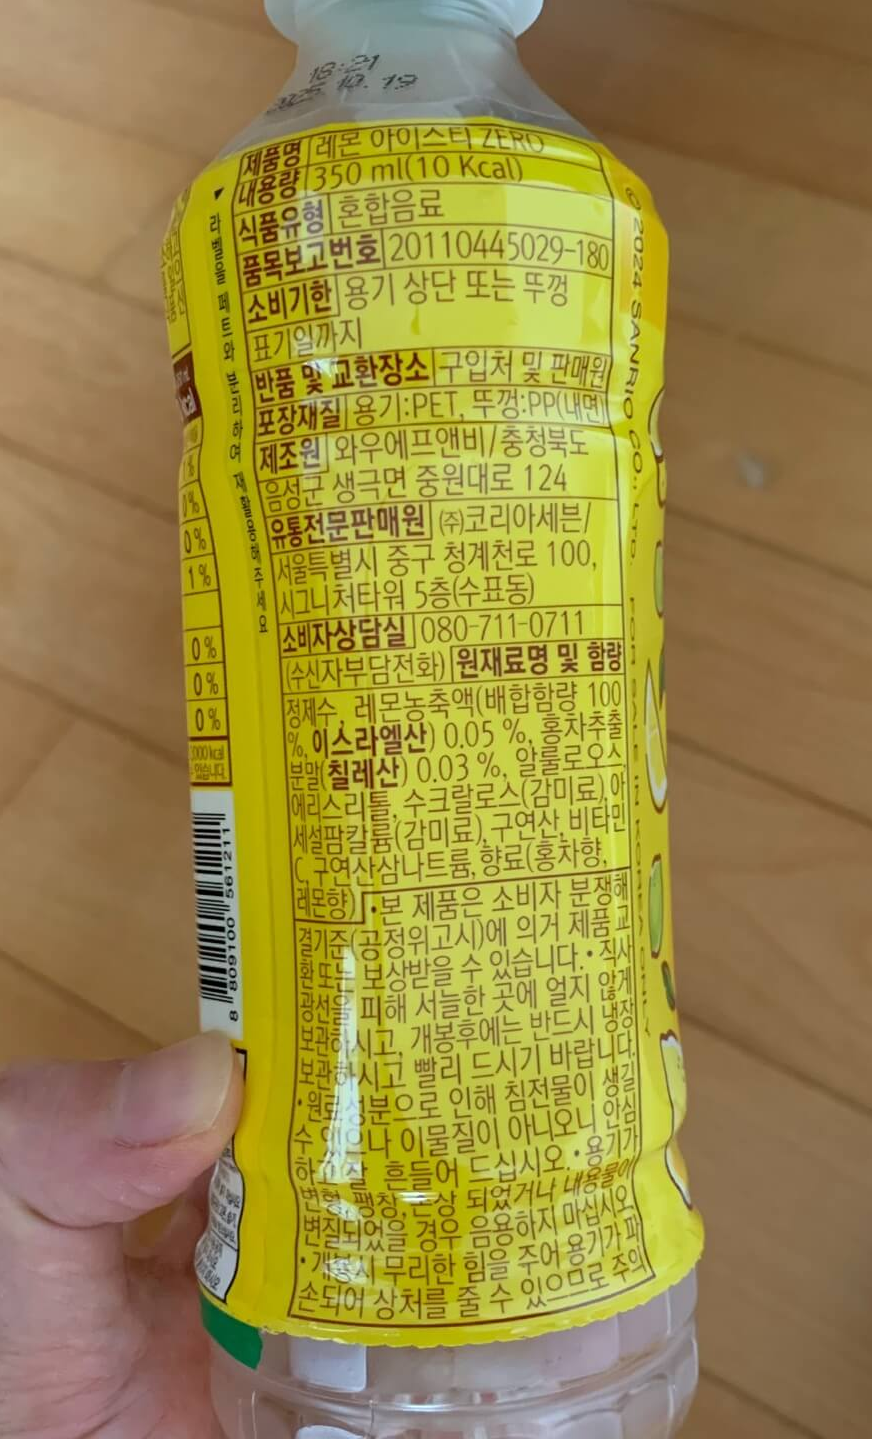 18:21
2025.10.19
제품명 레몬 아이스티 ZERO
내용량 350 ml(10 Kcal)
식품유형 혼합음료
품목보고번호 20110445029-180
소비기한 용기 상단 또는 뚜껑
표기일까지
반품 및 교환장소 구입처 및 판매원
포장재질 용기:PET, 뚜껑:PP(내면)
제조원 와우에프앤비/충청북도
음성군 생극면 중원대로 124
유통전문판매원 ㈜코리아세븐/
서울특별시 중구 청계천로 100,
시그니처타워 5층(수표동)
소비자상담실 080-711-0711
(수신자부담전화) 원재료명 및 함량
정제수, 레몬농축액(배합함량 100
%, 이스라엘산) 0.05 %, 홍차추출
분말(칠레산) 0.03 %, 알룰로오스,
에리스리톨, 수크랄로스(감미료), 아
세설팜칼륨(감미료), 구연산, 비타민
C, 구연산삼나트륨, 향료(홍차향,
레몬향) •본 제품은 소비자 분쟁해
결기준(공정위고시)에 의거 제품 교
환 또는 보상받을 수 있습니다.•직사
광선을 피해 서늘한 곳에 얼지 않게
보관하시고, 개봉후에는 반드시 냉장
보관하시고 빨리 드시기 바랍니다.
•원료성분으로 인해 침전물이 생길
수 있으나 이물질이 아니오니 안심
하고 잘 흔들어 드십시오.•용기가
변형, 팽창, 손상 되었거나 내용물이
변질되었을 경우 음용하지 마십시오.
•개봉시 무리한 힘을 주어 용기가 파
손되어 상처를 줄 수 있으므로 주의
▼라벨을 페트와 분리하여 재활용해주세요
© 2024 SANRIO CO., LTD. FOR SALE IN KOREA ONLY
kcal
%
0 %
0 %
1 %
0 %
0 %
0 %
000 kcal
있습니다.
8 809100 561211